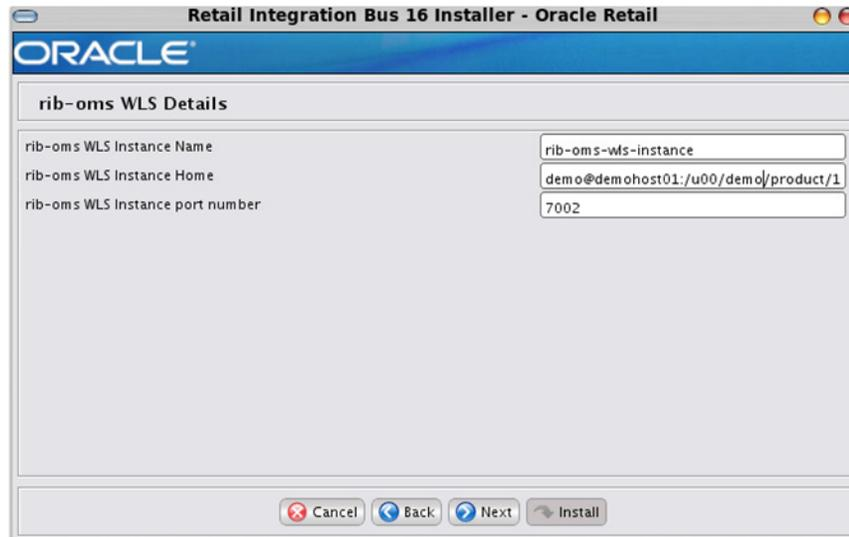 Retail Integration Bus 16 Installer - Oracle Retail
ORACLE®
rib-oms WLS Details
rib-oms WLS Instance Name rib-oms-wls-instance
rib-oms WLS Instance Home demo@demohost01:/u00/demo/product/1
rib-oms WLS Instance port number 7002
Cancel Back Next Install